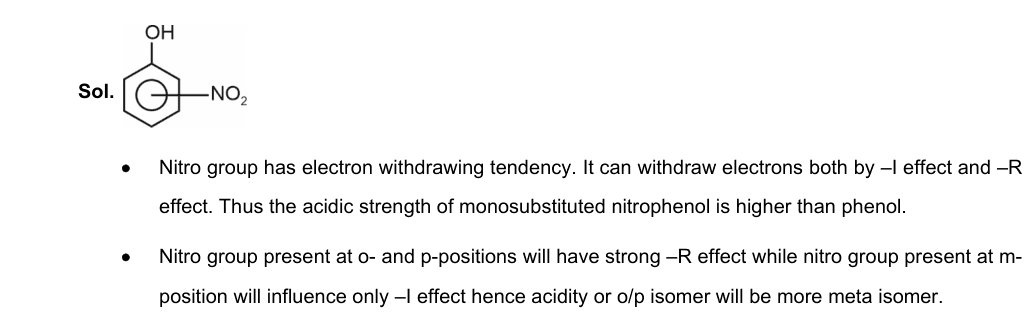 OH
Sol.
-NO₂
• Nitro group has electron withdrawing tendency. It can withdraw electrons both by –I effect and –R
effect. Thus the acidic strength of monosubstituted nitrophenol is higher than phenol.
• Nitro group present at o- and p-positions will have strong –R effect while nitro group present at m-
position will influence only –I effect hence acidity or o/p isomer will be more meta isomer.